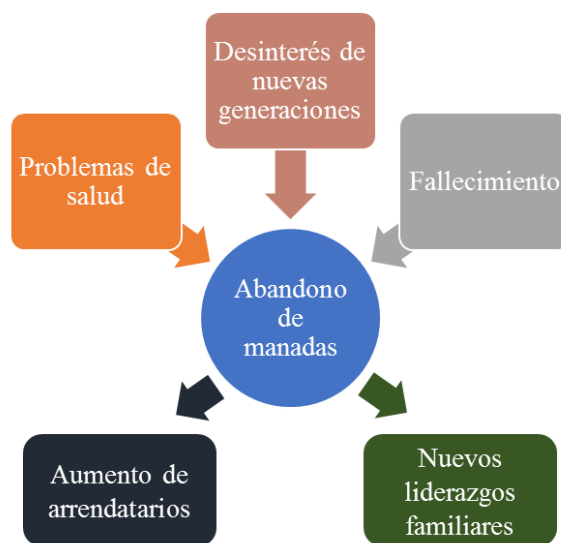 Desinterés de
nuevas
generaciones
Problemas de
salud
Fallecimiento
Abandono
de
manadas
Aumento de
arrendatarios
Nuevos
liderazgos
familiares